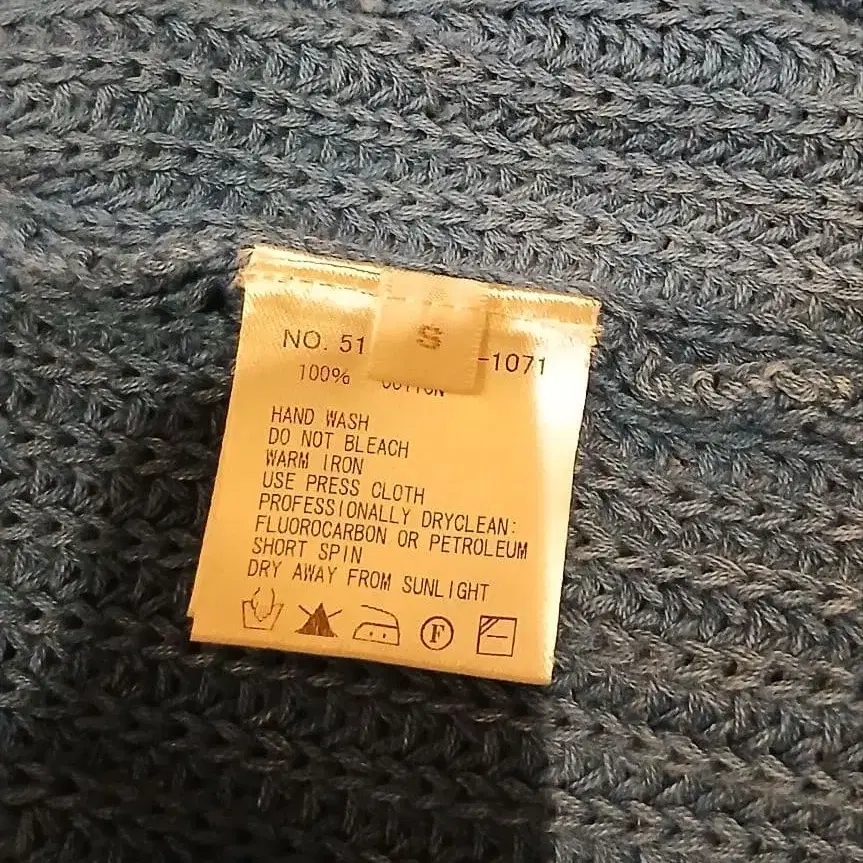 S
NO. 51 -1071
100% COTTON
HAND WASH
DO NOT BLEACH
WARM IRON
USE PRESS CLOTH
PROFESSIONALLY DRYCLEAN:
FLUOROCARBON OR PETROLEUM
SHORT SPIN
DRY AWAY FROM SUNLIGHT
F